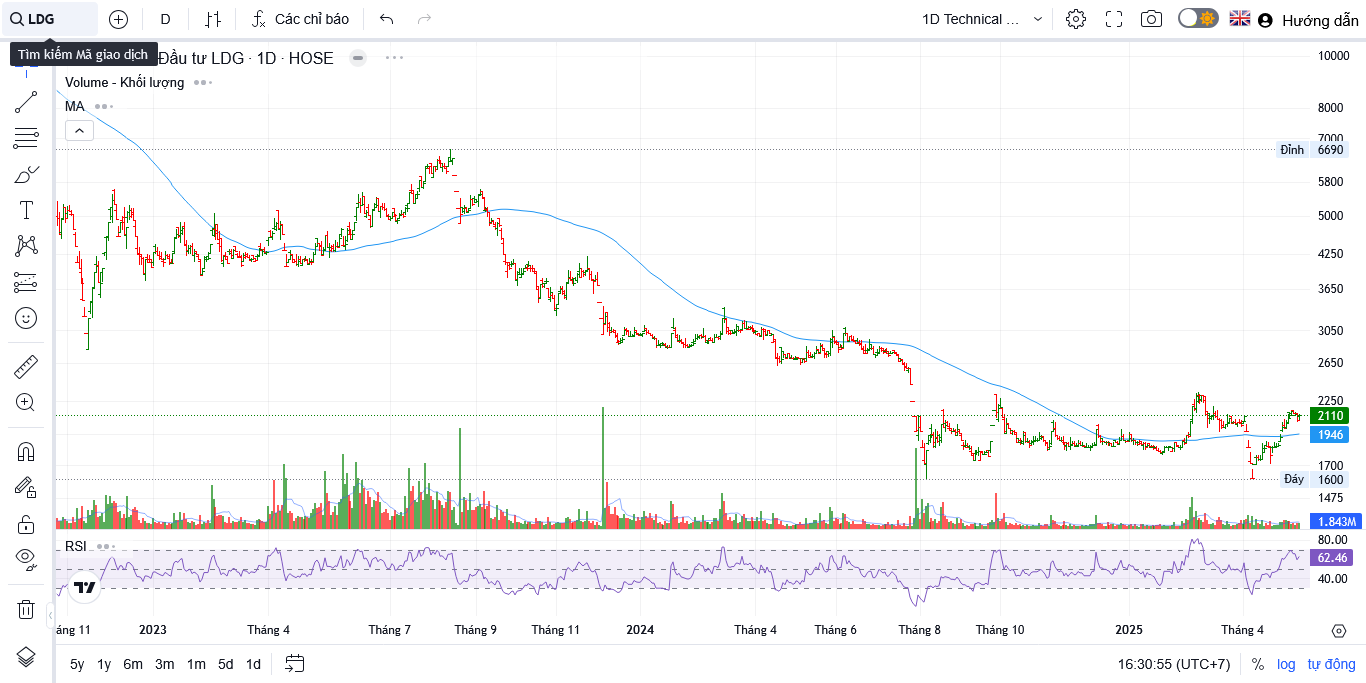 LDG
D
Các chỉ báo
1D Technical ...
Hướng dẫn
Tìm kiếm Mã giao dịch
Đầu tư LDG · 1D · HOSE
Volume - Khối lượng
MA
10000
8000
7000
Đỉnh 6690
5800
5000
4250
3650
3050
2650
2250
2110
1946
1700
Đáy 1600
1475
1.843M
RSI
80.00
62.46
40.00
áng 11 2023 Tháng 4 Tháng 7 Tháng 9 Tháng 11 2024 Tháng 4 Tháng 6 Tháng 8 Tháng 10 2025 Tháng 4
5y 1y 6m 3m 1m 5d 1d
16:30:55 (UTC+7) % log tự động